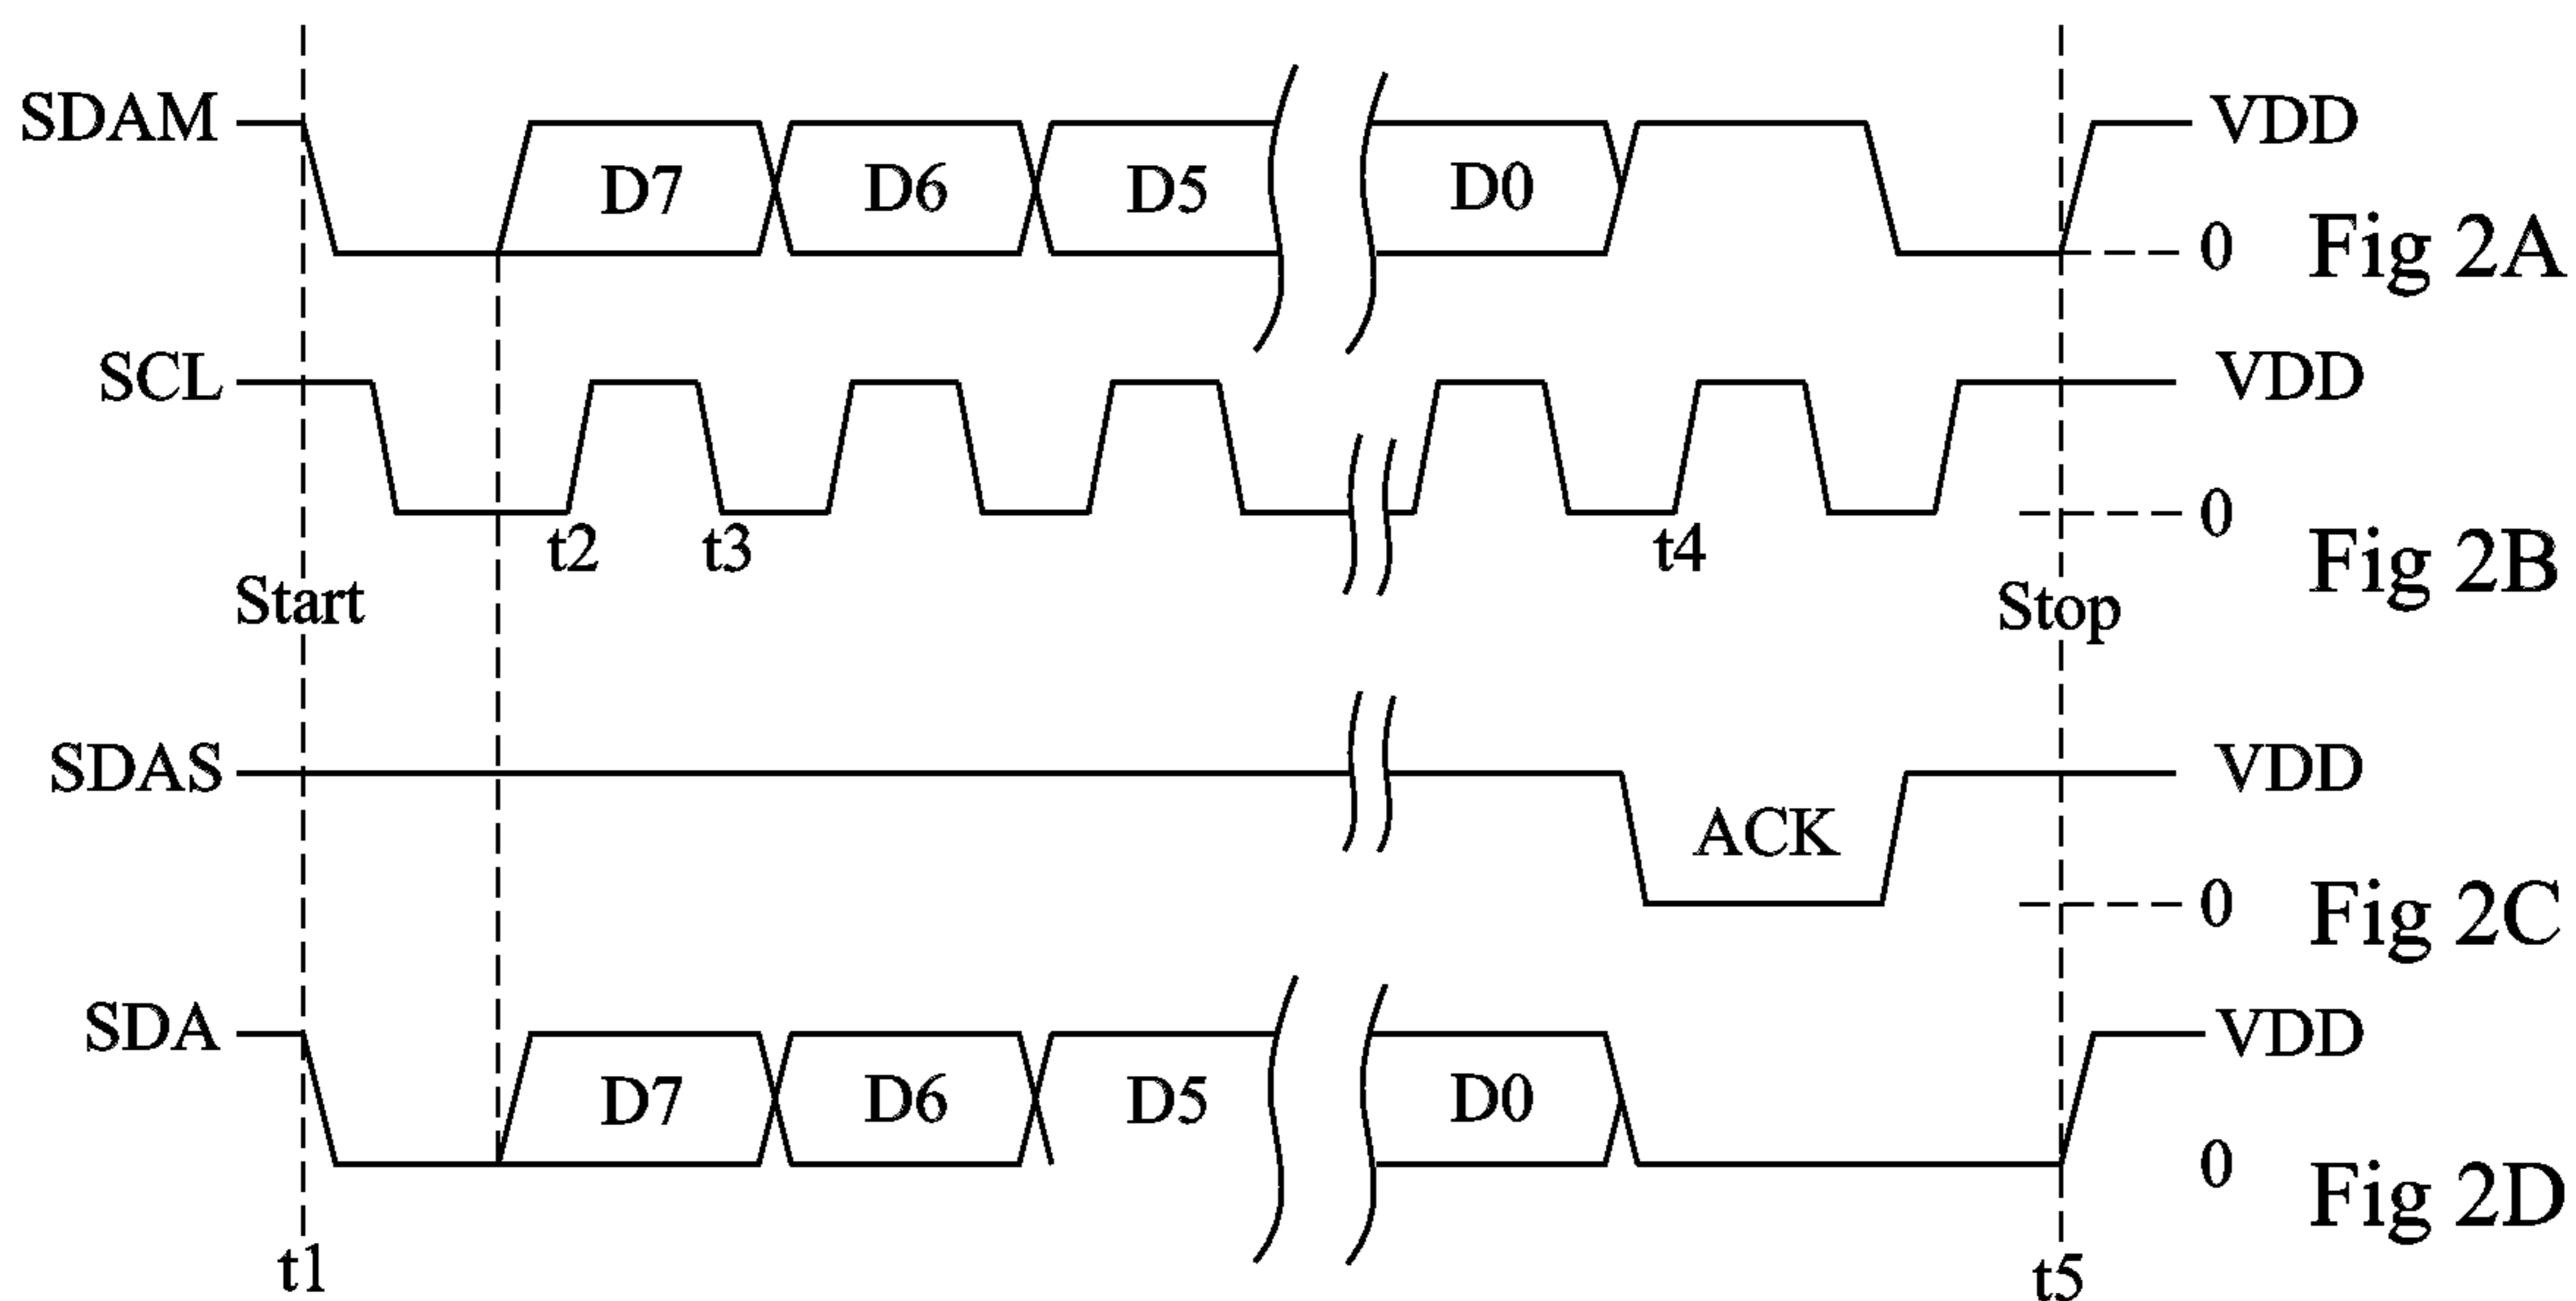 SDAM D7 D6 D5 D0 VDD
0 Fig 2A
SCL VDD
0
t2 t3 t4 Fig 2B
Start Stop
SDAS VDD
ACK
0 Fig 2C
SDA D7 D6 D5 D0 VDD
0 Fig 2D
t1 t5